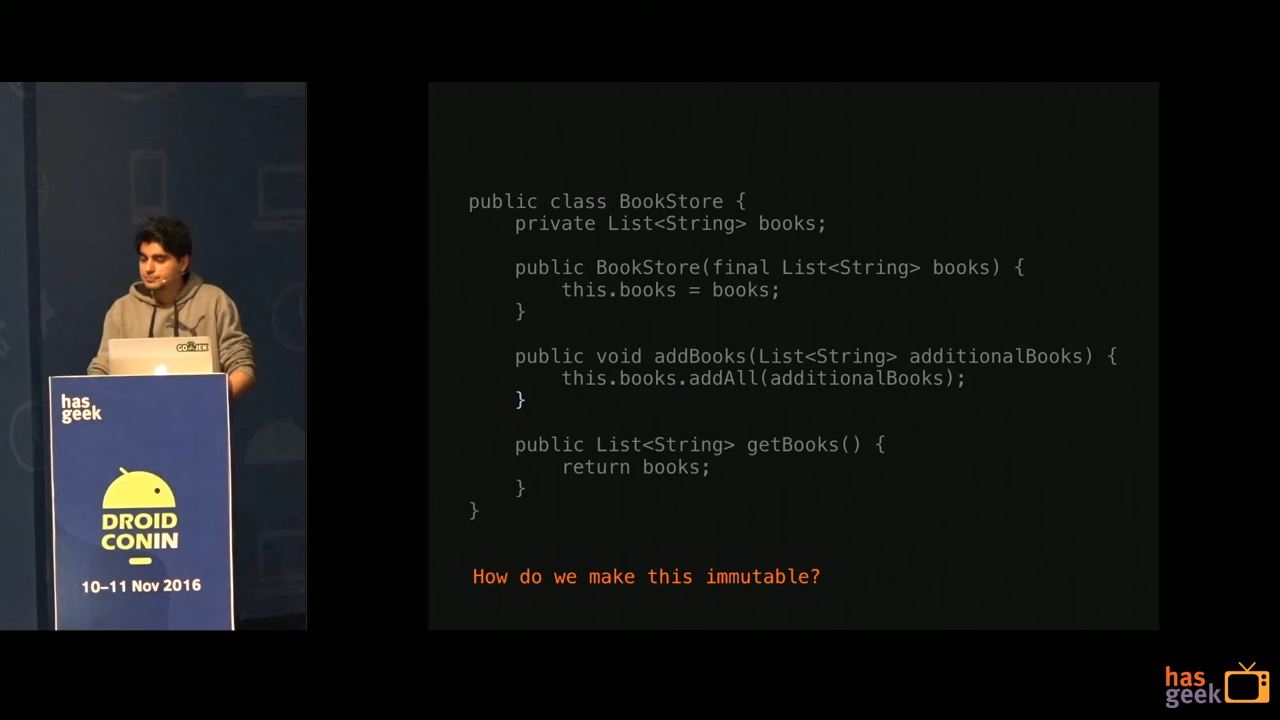 GOJEK
has
geek
DROID
CONIN
10–11 Nov 2016
public class BookStore {
private List<String> books;
public BookStore(final List<String> books) {
this.books = books;
}
public void addBooks(List<String> additionalBooks) {
this.books.addAll(additionalBooks);
}
public List<String> getBooks() {
return books;
}
}
How do we make this immutable?
has
geek